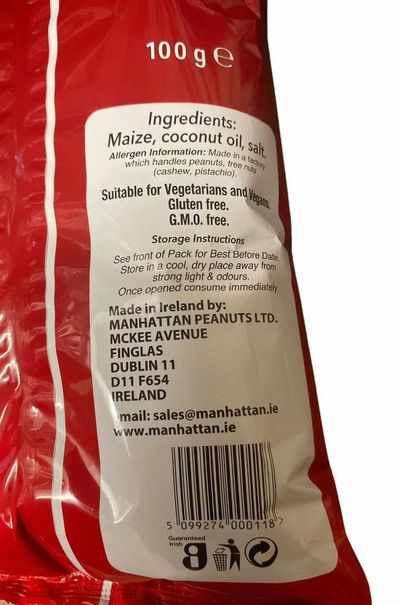 100 g e
Ingredients:
Maize, coconut oil, salt.
Allergen Information: Made in a factory
which handles peanuts, tree nuts
(cashew, pistachio).
Suitable for Vegetarians and Vegans.
Gluten free.
G.M.O. free.
Storage Instructions
See front of Pack for Best Before Date.
Store in a cool, dry place away from
strong light & odours.
Once opened consume immediately.
Made in Ireland by:
MANHATTAN PEANUTS LTD.
MCKEE AVENUE
FINGLAS
DUBLIN 11
D11 F654
IRELAND
email: sales@manhattan.ie
www.manhattan.ie
5 099274 000118 >
Guaranteed
Irish